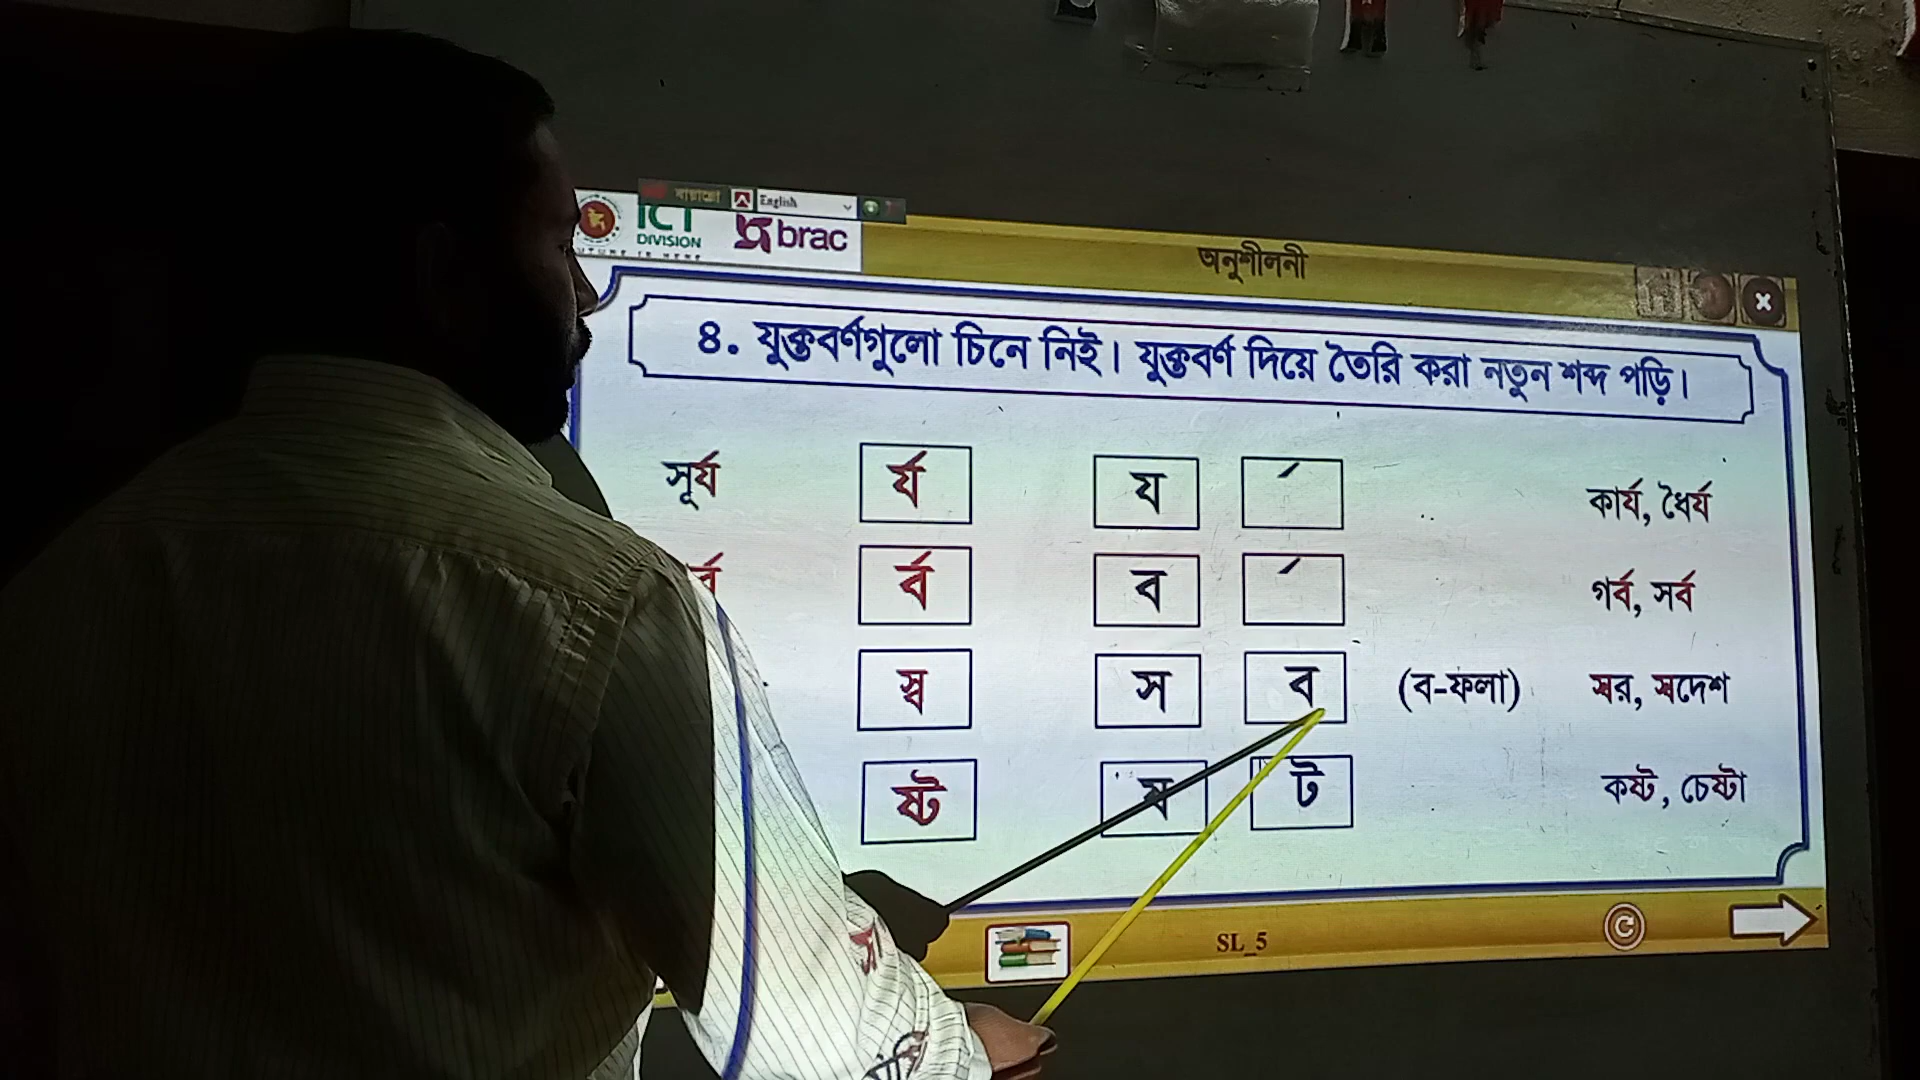 English
ICT
DIVISION
brac
অনুশীলনী
৪. যুক্তবর্ণগুলো চিনে নিই। যুক্তবর্ণ দিয়ে তৈরি করা নতুন শব্দ পড়ি।
সূর্য র্য য ´ কার্য, ধৈর্য
র্ব র্ব ব ´ গর্ব, সর্ব
স্ব স ব (ব-ফলা) স্বর, স্বদেশ
ষ্ট ষ ট কষ্ট, চেষ্টা
SL_5